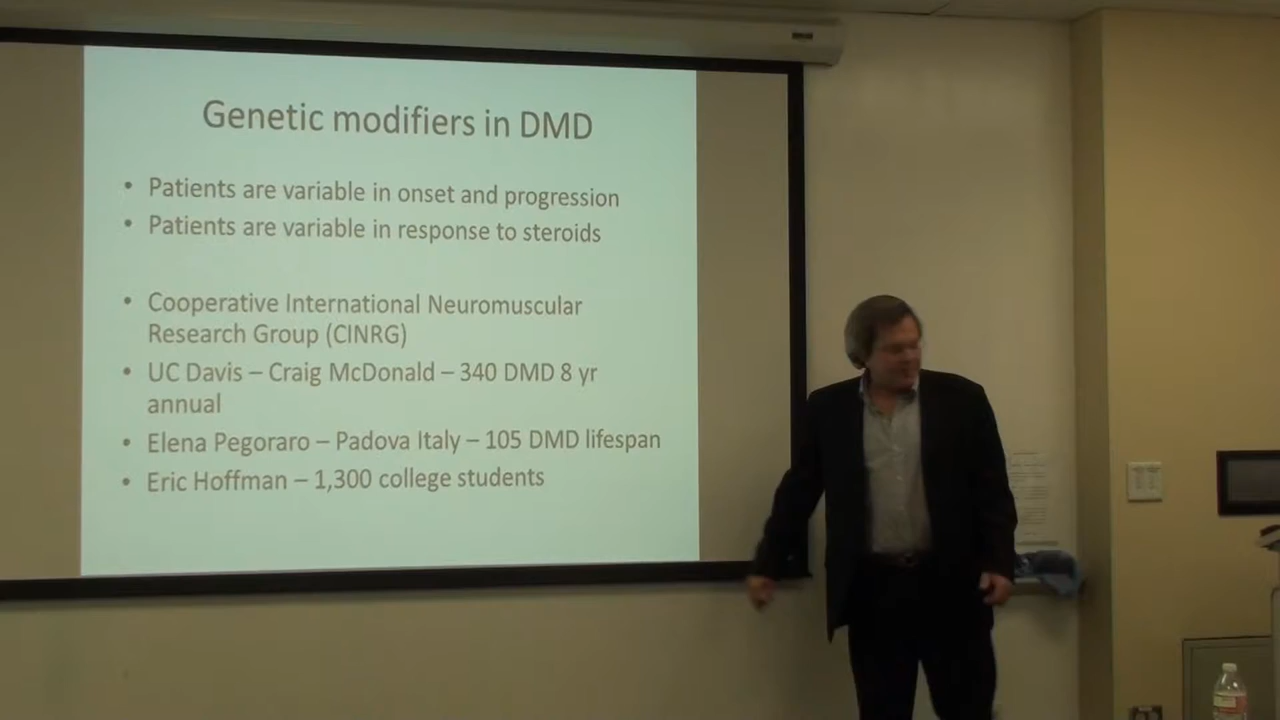 Genetic modifiers in DMD
• Patients are variable in onset and progression
• Patients are variable in response to steroids
• Cooperative International Neuromuscular
Research Group (CINRG)
• UC Davis – Craig McDonald – 340 DMD 8 yr
annual
• Elena Pegoraro – Padova Italy – 105 DMD lifespan
• Eric Hoffman – 1,300 college students